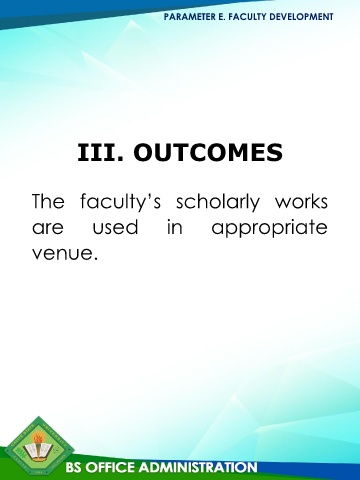 PARAMETER E. FACULTY DEVELOPMENT
III. OUTCOMES
The faculty's scholarly works
are used in appropriate
venue.
BS OFFICE ADMINISTRATION